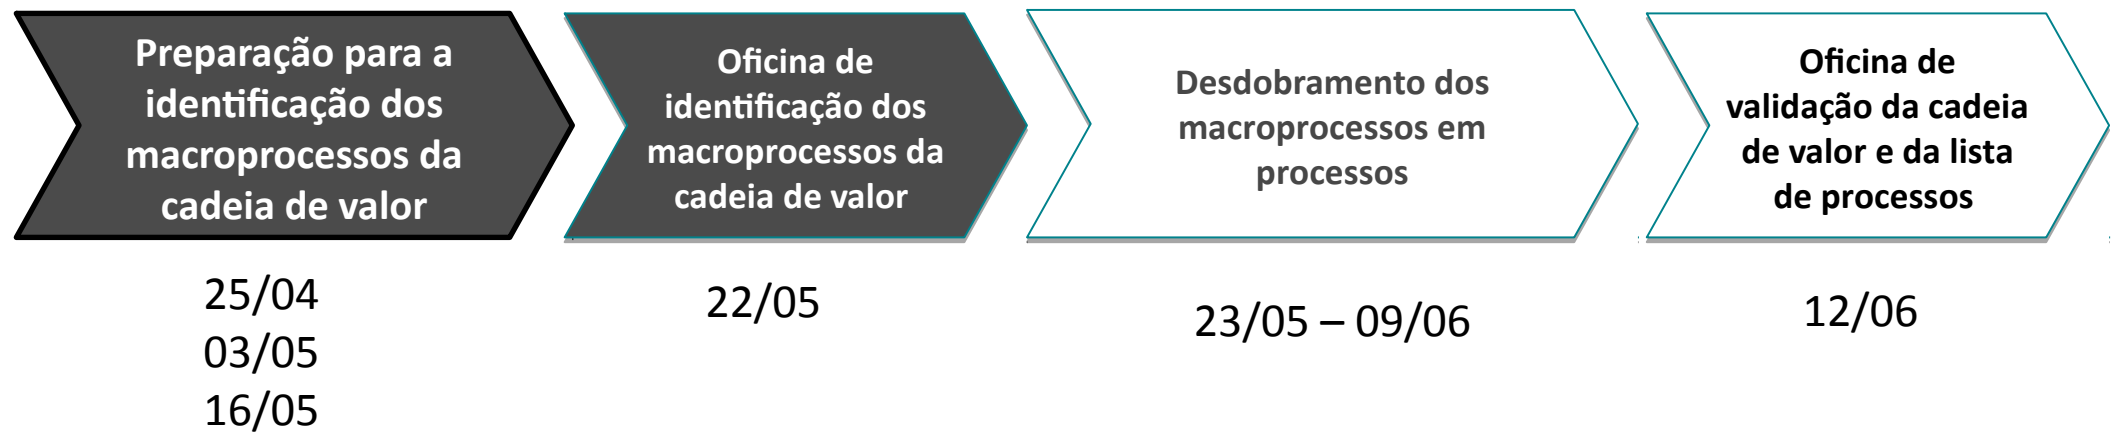 Preparação para a
identificação dos
macroprocessos da
cadeia de valor
Oficina de
identificação dos
macroprocessos da
cadeia de valor
Desdobramento dos
macroprocessos em
processos
Oficina de
validação da cadeia
de valor e da lista
de processos
25/04
03/05
16/05
22/05
23/05 – 09/06
12/06